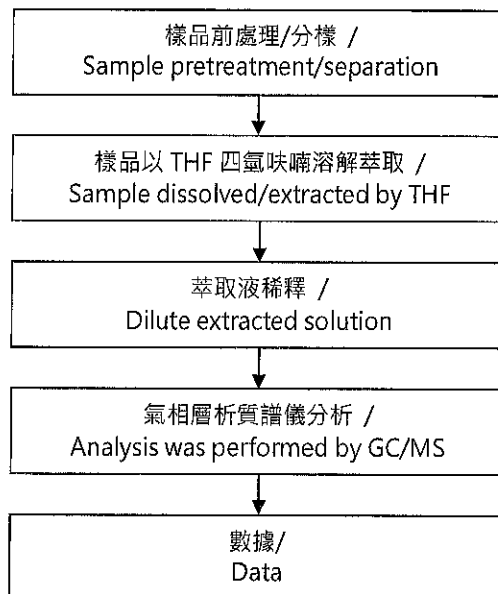 樣品前處理/分樣 /
Sample pretreatment/separation
樣品以 THF 四氫呋喃溶解萃取 /
Sample dissolved/extracted by THF
萃取液稀釋 /
Dilute extracted solution
氣相層析質譜儀分析 /
Analysis was performed by GC/MS
數據/
Data